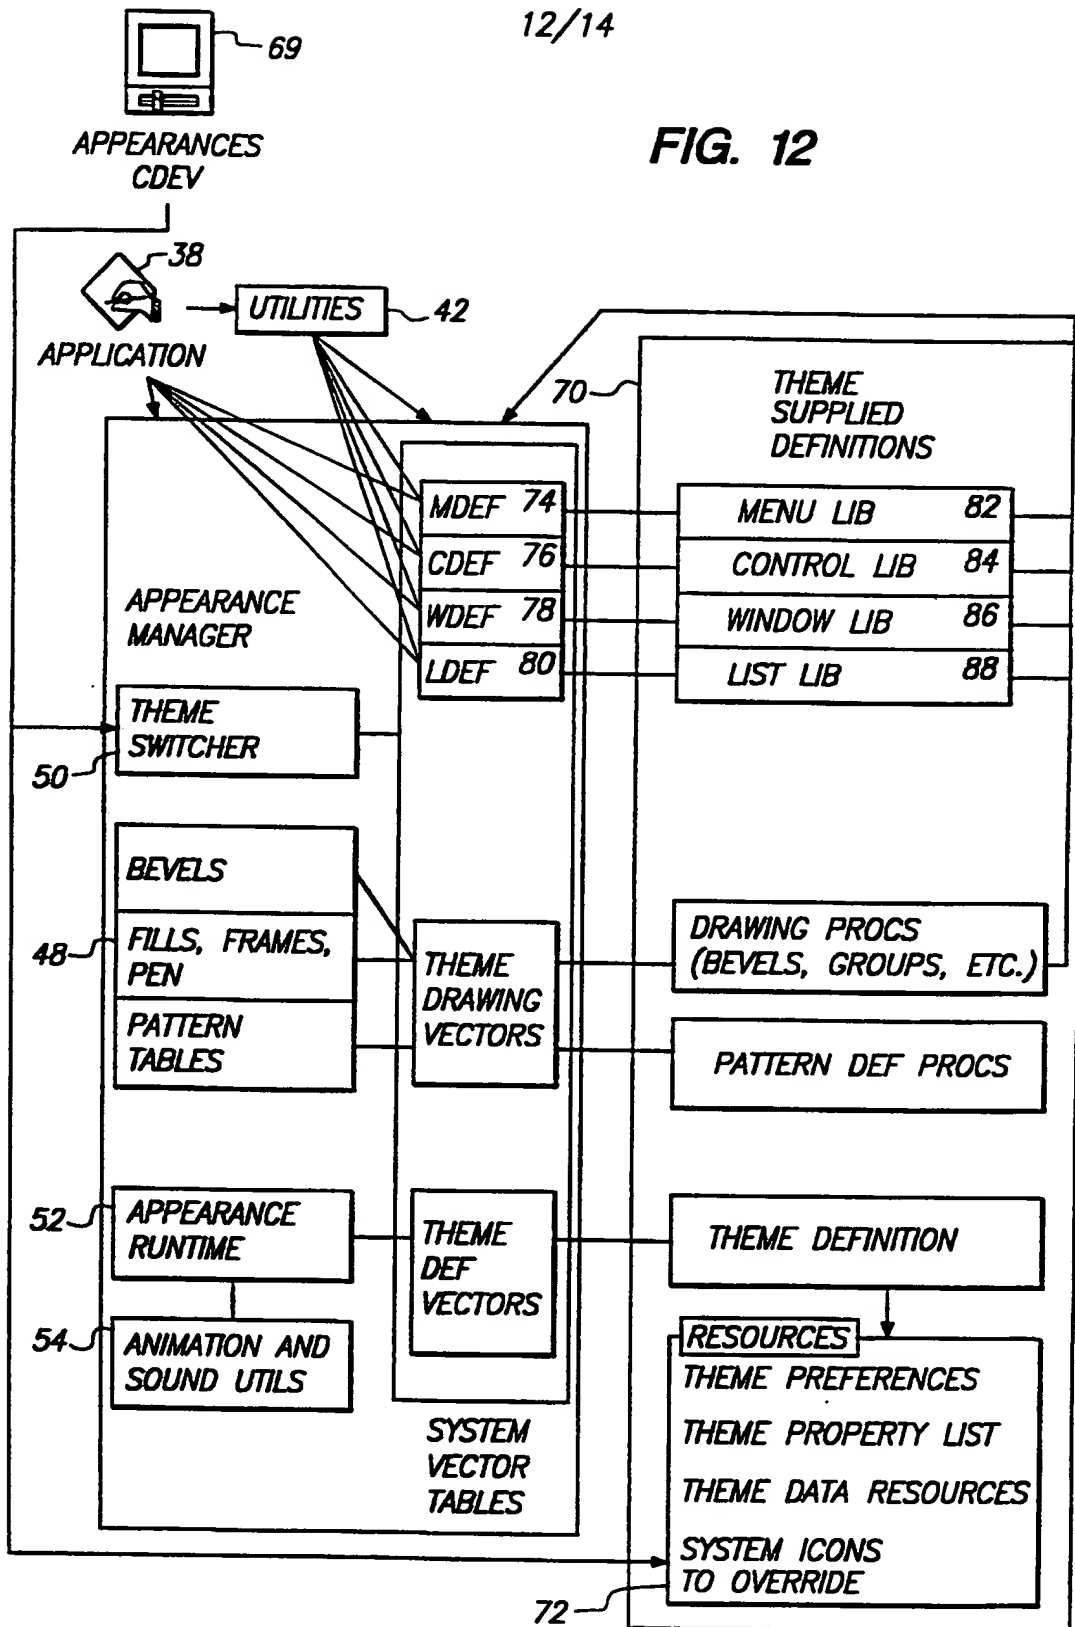 12/14
69
APPEARANCES
CDEV
FIG. 12
38
UTILITIES
42
APPLICATION
70
THEME
SUPPLIED
DEFINITIONS
MDEF 74
MENU LIB 82
CDEF 76
CONTROL LIB 84
WDEF 78
WINDOW LIB 86
LDEF 80
LIST LIB 88
APPEARANCE
MANAGER
THEME
SWITCHER
50
BEVELS
48
FILLS, FRAMES,
PEN
PATTERN
TABLES
THEME
DRAWING
VECTORS
DRAWING PROCS
(BEVELS, GROUPS, ETC.)
PATTERN DEF PROCS
52
APPEARANCE
RUNTIME
THEME
DEF
VECTORS
THEME DEFINITION
54
ANIMATION AND
SOUND UTILS
RESOURCES
THEME PREFERENCES
THEME PROPERTY LIST
THEME DATA RESOURCES
SYSTEM ICONS
TO OVERRIDE
SYSTEM
VECTOR
TABLES
72